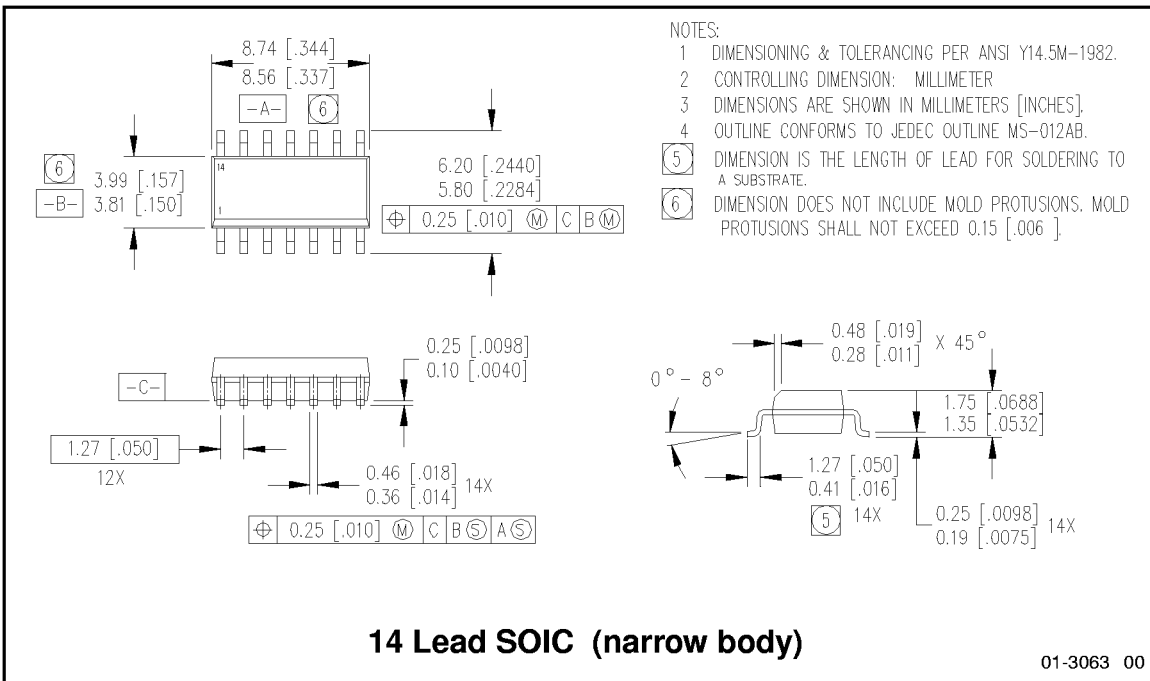 8.74 [.344]
8.56 [.337]
-A- 6
6
3.99 [.157]
-B- 3.81 [.150]
14
1
6.20 [.2440]
5.80 [.2284]
⌖ 0.25 [.010] Ⓜ C B Ⓜ
NOTES:
1 DIMENSIONING & TOLERANCING PER ANSI Y14.5M-1982.
2 CONTROLLING DIMENSION: MILLIMETER
3 DIMENSIONS ARE SHOWN IN MILLIMETERS [INCHES].
4 OUTLINE CONFORMS TO JEDEC OUTLINE MS-012AB.
5 DIMENSION IS THE LENGTH OF LEAD FOR SOLDERING TO
A SUBSTRATE.
6 DIMENSION DOES NOT INCLUDE MOLD PROTUSIONS. MOLD
PROTUSIONS SHALL NOT EXCEED 0.15 [.006 ].
0.25 [.0098]
0.10 [.0040]
-C-
1.27 [.050]
12X
0.46 [.018]
0.36 [.014] 14X
⌖ 0.25 [.010] Ⓜ C B Ⓢ A Ⓢ
0.48 [.019]
0.28 [.011] X 45°
0° - 8°
1.75 [.0688]
1.35 [.0532]
1.27 [.050]
0.41 [.016]
5 14X
0.25 [.0098]
0.19 [.0075] 14X
14 Lead SOIC (narrow body)
01-3063 00